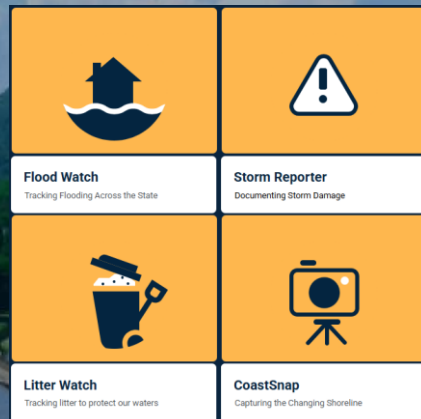 Flood Watch
Tracking Flooding Across the State
Storm Reporter
Documenting Storm Damage
Litter Watch
Tracking litter to protect our waters
CoastSnap
Capturing the Changing Shoreline